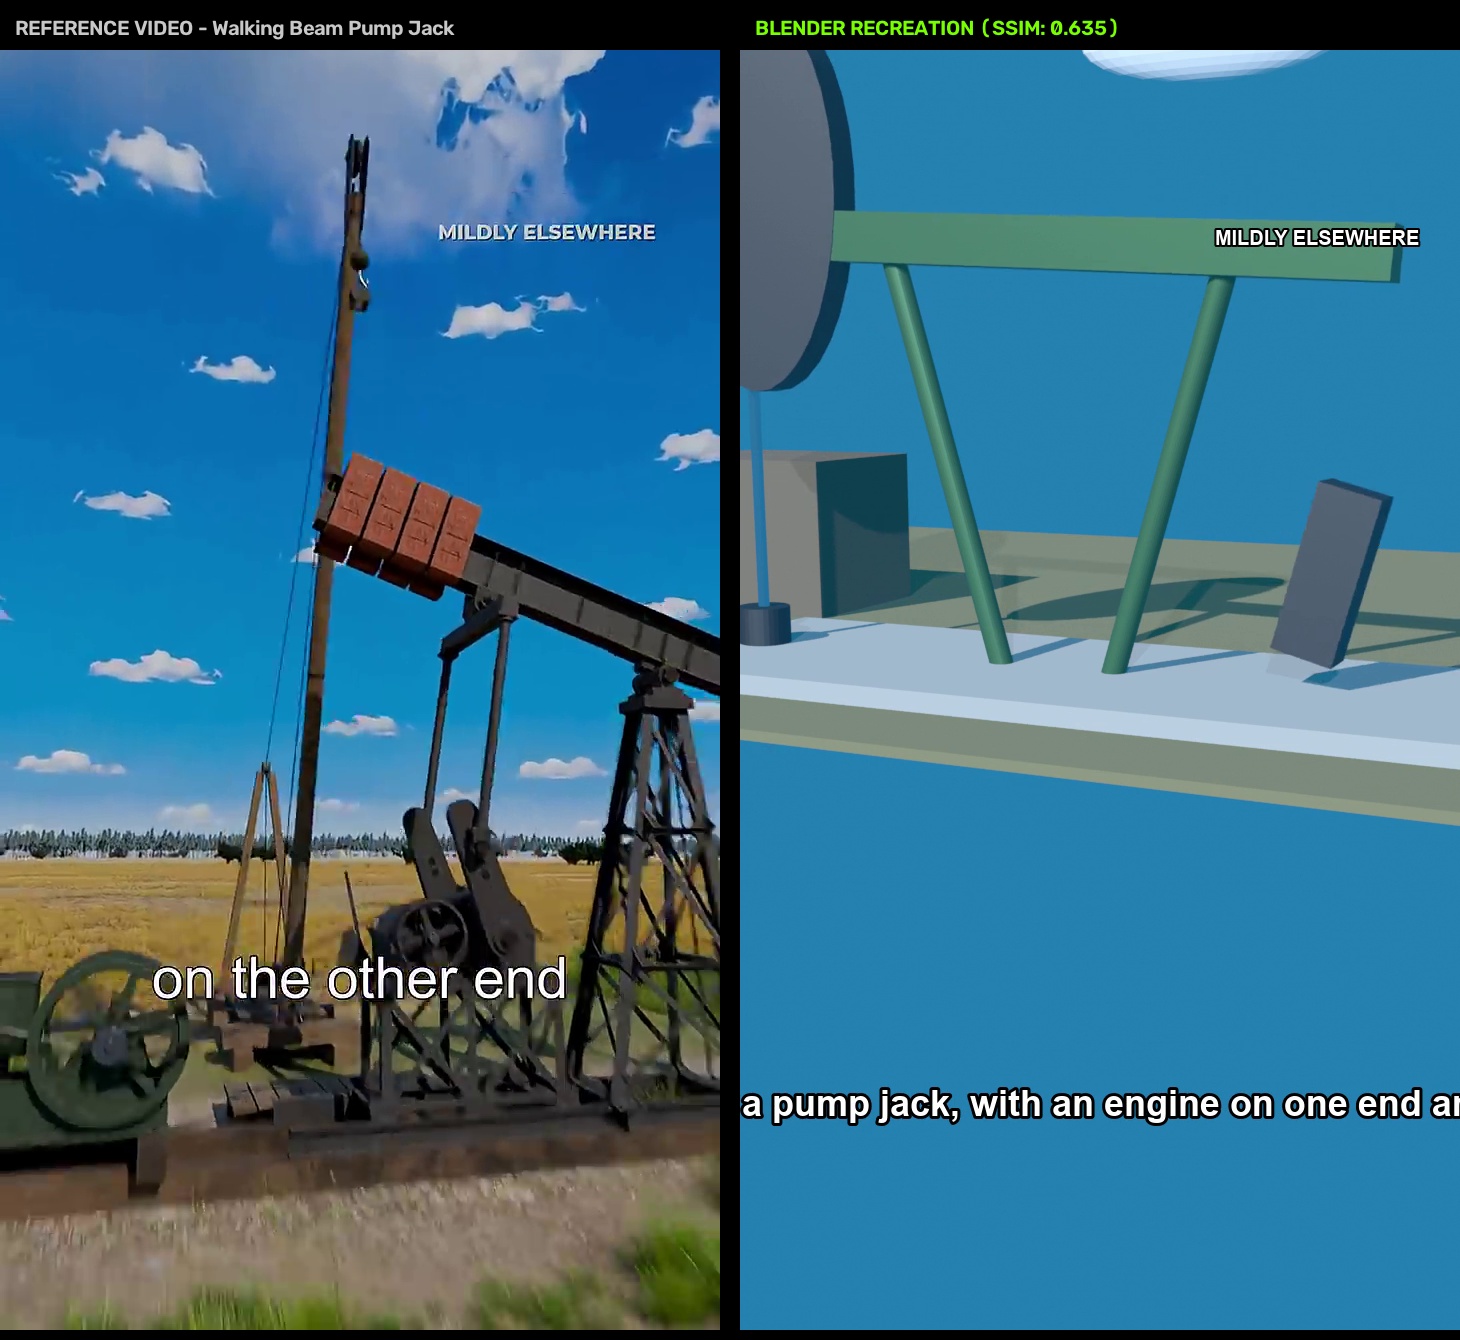 REFERENCE VIDEO - Walking Beam Pump Jack
BLENDER RECREATION (SSIM: 0.635)
MILDLY ELSEWHERE
MILDLY ELSEWHERE
on the other end
a pump jack, with an engine on one end